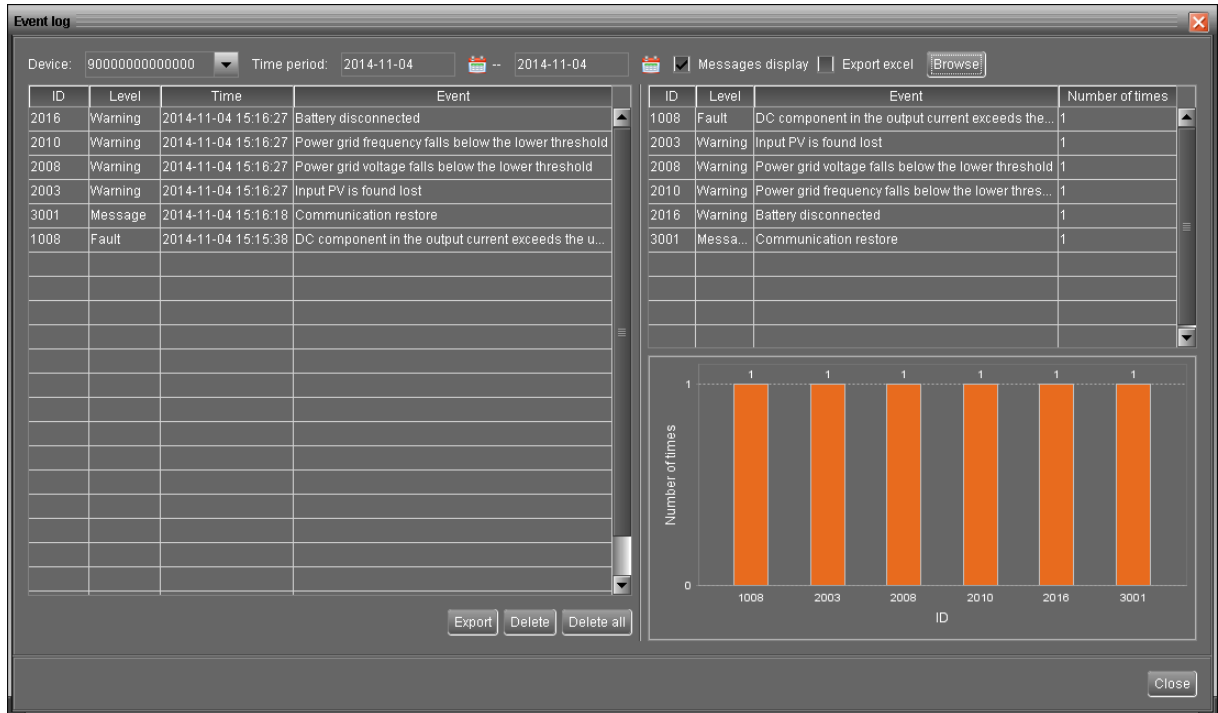 Event log
Device: 90000000000000 Time period: 2014-11-04 -- 2014-11-04 Messages display Export excel Browse
ID Level Time Event
2016 Warning 2014-11-04 15:16:27 Battery disconnected
2010 Warning 2014-11-04 15:16:27 Power grid frequency falls below the lower threshold
2008 Warning 2014-11-04 15:16:27 Power grid voltage falls below the lower threshold
2003 Warning 2014-11-04 15:16:27 Input PV is found lost
3001 Message 2014-11-04 15:16:18 Communication restore
1008 Fault 2014-11-04 15:15:38 DC component in the output current exceeds the u...
Export Delete Delete all
ID Level Event Number of times
1008 Fault DC component in the output current exceeds the... 1
2003 Warning Input PV is found lost 1
2008 Warning Power grid voltage falls below the lower threshold 1
2010 Warning Power grid frequency falls below the lower thres... 1
2016 Warning Battery disconnected 1
3001 Messa... Communication restore 1
1 1 1 1 1 1
1
Number of times
0
1008 2003 2008 2010 2016 3001
ID
Close